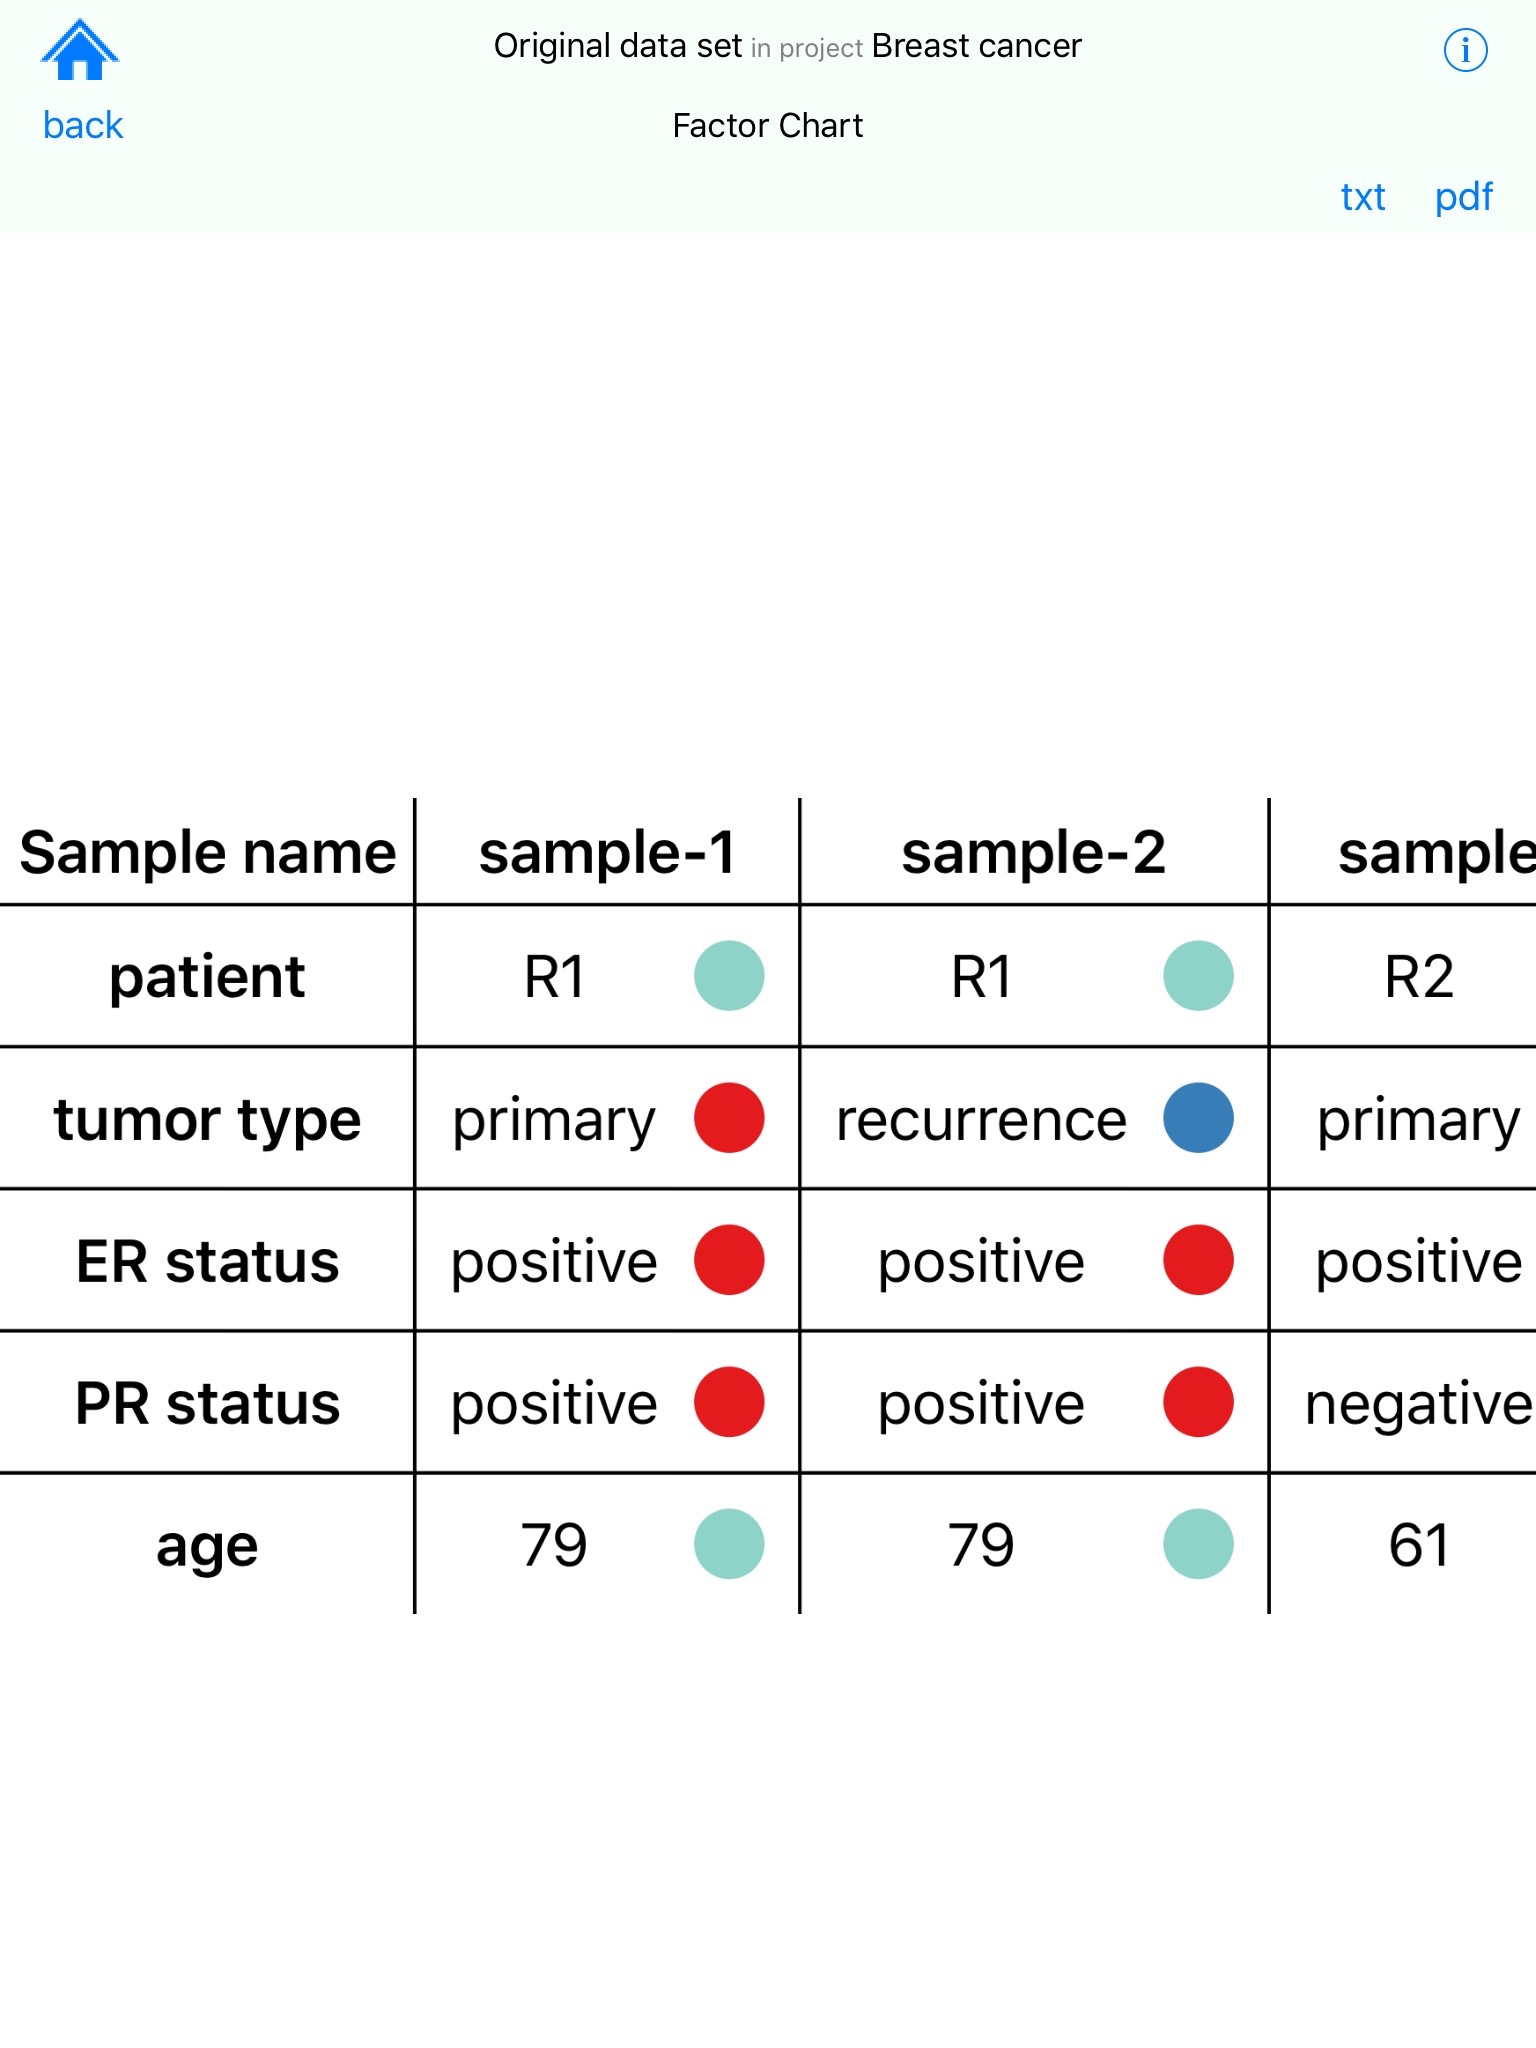 Original data set in project Breast cancer
i
back
Factor Chart
txt pdf
Sample name sample-1 sample-2 sample
patient R1 R1 R2
tumor type primary recurrence primary
ER status positive positive positive
PR status positive positive negative
age 79 79 61